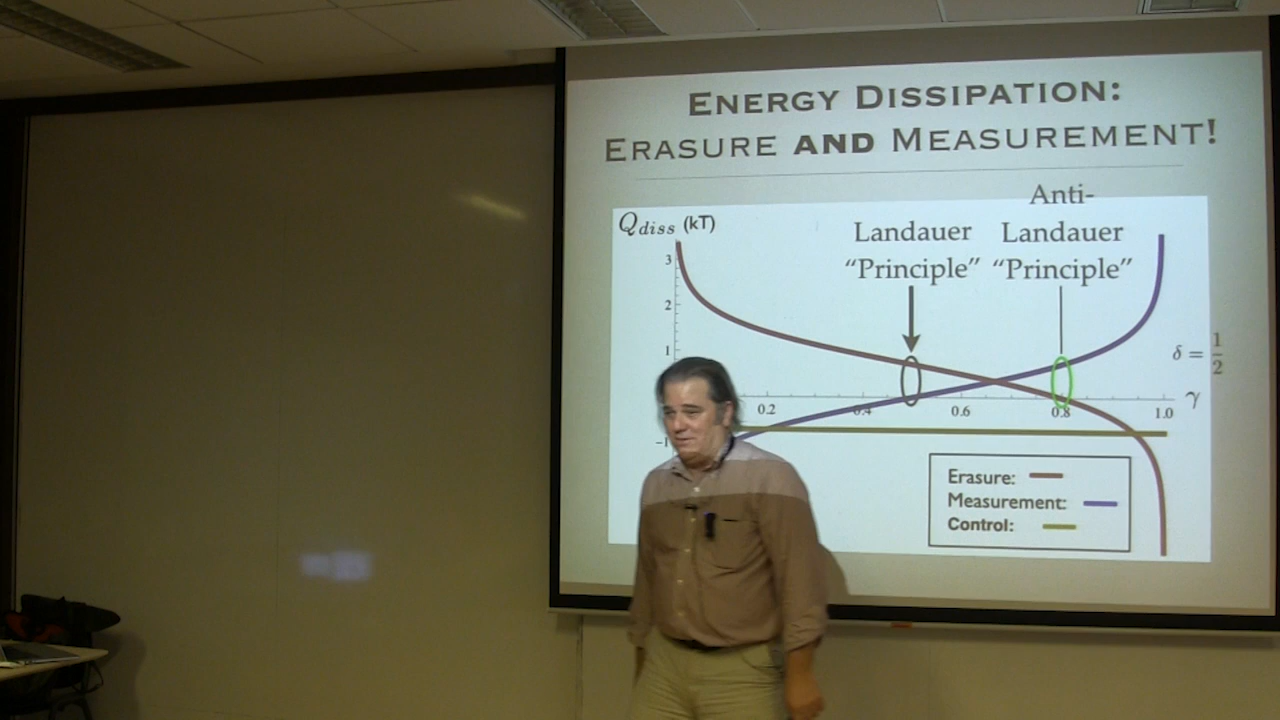 ENERGY DISSIPATION:
ERASURE AND MEASUREMENT!
Qdiss (kT)
Anti-
Landauer Landauer
“Principle” “Principle”
3
2
1
δ = 1/2
0.2 0.4 0.6 0.8 1.0 γ
-1
Erasure:
Measurement:
Control: